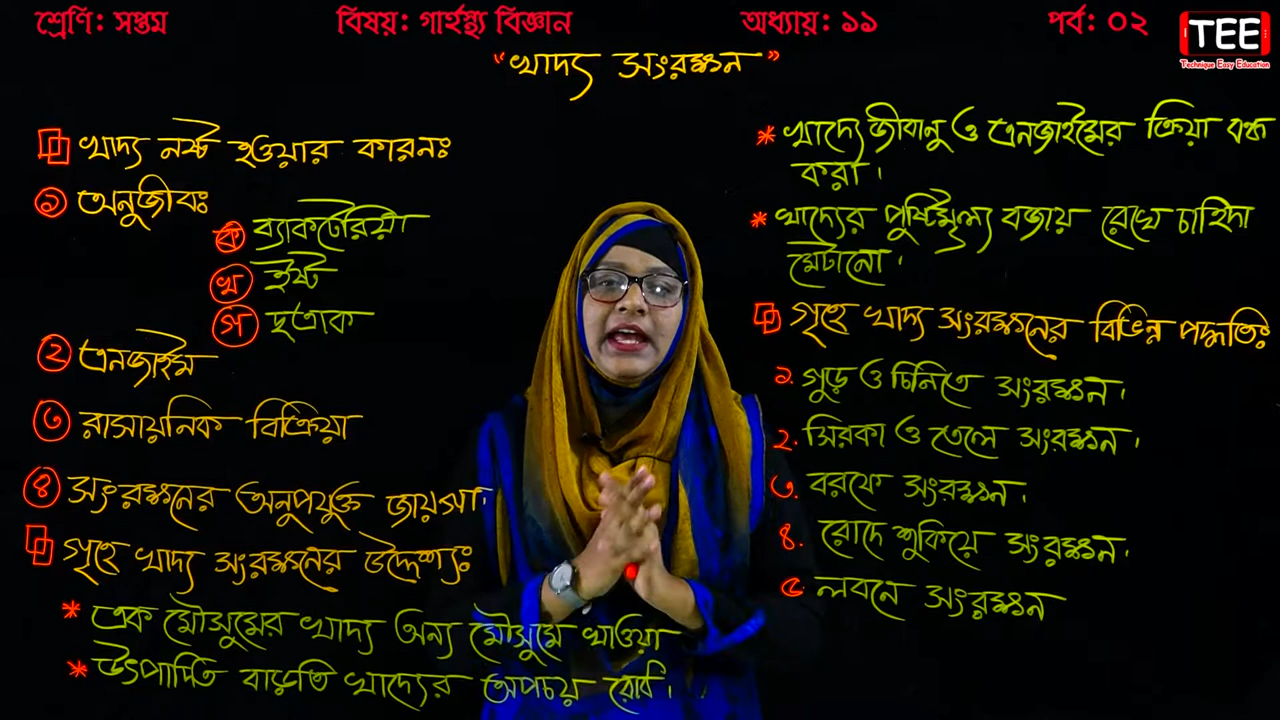 শ্রেণি: সপ্তম
বিষয়: গার্হস্থ্য বিজ্ঞান
অধ্যায়: ১১
পর্ব: ০২
TEE
Technique Easy Education
"খাদ্য সংরক্ষন"
খাদ্য নষ্ট হওয়ার কারনঃ
১ অনুজীবঃ
ক ব্যাকটেরিয়া
খ ইষ্ট
গ ছত্রাক
২ এনজাইম
৩ রাসায়নিক বিক্রিয়া
৪ সংরক্ষনের অনুপযুক্ত জায়গা।
গৃহে খাদ্য সংরক্ষনের উদ্দেশ্যঃ
* এক মৌসুমের খাদ্য অন্য মৌসুমে খাওয়া
* উৎপাদিত বাড়তি খাদ্যের অপচয় রোধ।
* খাদ্যে জীবানু ও এনজাইমের ক্রিয়া বন্ধ
করা।
* খাদ্যের পুষ্টিমূল্য বজায় রেখে চাহিদা
মেটানো।
গৃহে খাদ্য সংরক্ষনের বিভিন্ন পদ্ধতিঃ
১. গুড়ে ও চিনিতে সংরক্ষন।
২. সিরকা ও তেলে সংরক্ষন।
৩. বরফে সংরক্ষন।
৪. রোদে শুকিয়ে সংরক্ষন।
৫ লবনে সংরক্ষন